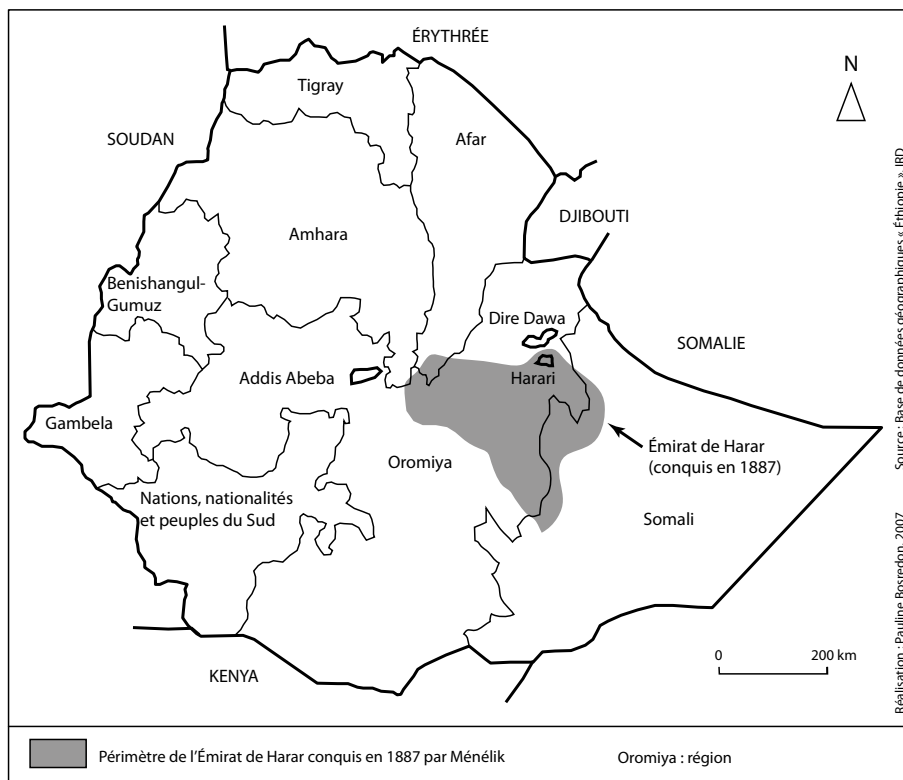 ÉRYTHRÉE
Tigray
N
SOUDAN
Afar
DJIBOUTI
Amhara
Benishangul-
Gumuz
Dire Dawa
SOMALIE
Addis Abeba
Harari
Gambela
Émirat de Harar
(conquis en 1887)
Oromiya
Nations, nationalités
et peuples du Sud
Somali
KENYA
0 200 km
Source : Base de données géographiques « Éthiopie », IRD
Réalisation : Pauline Bosredon, 2007
Périmètre de l’Émirat de Harar conquis en 1887 par Ménélik
Oromiya : région